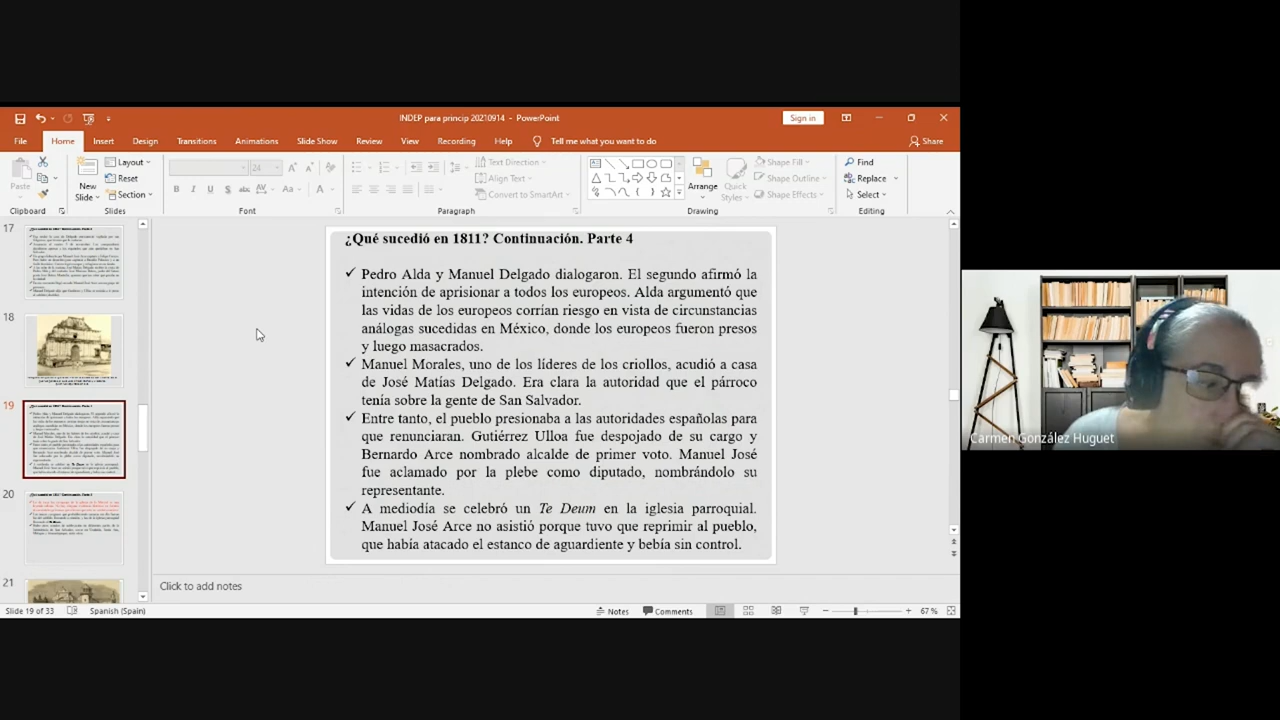 INDEP para princip 20210914 - PowerPoint
Sign in
File Home Insert Design Transitions Animations Slide Show Review View Recording Help Tell me what you want to do
Share
Paste
New Slide
Layout
Reset
Section
24
B I U S abc AV Aa A
Text Direction
Align Text
Convert to SmartArt
Arrange
Quick Styles
Shape Fill
Shape Outline
Shape Effects
Find
Replace
Select
Clipboard Slides Font Paragraph Drawing Editing
17
18
19
20
21
¿Qué sucedió en 1811? Continuación. Parte 4
Pedro Alda y Manuel Delgado dialogaron. El segundo afirmó la
intención de aprisionar a todos los europeos. Alda argumentó que
las vidas de los europeos corrían riesgo en vista de circunstancias
análogas sucedidas en México, donde los europeos fueron presos
y luego masacrados.
Manuel Morales, uno de los líderes de los criollos, acudió a casa
de José Matías Delgado. Era clara la autoridad que el párroco
tenía sobre la gente de San Salvador.
Entre tanto, el pueblo presionaba a las autoridades españolas para
que renunciaran. Gutiérrez Ulloa fue despojado de su cargo y
Bernardo Arce nombrado alcalde de primer voto. Manuel José
fue aclamado por la plebe como diputado, nombrándolo su
representante.
A mediodía se celebró un Te Deum en la iglesia parroquial.
Manuel José Arce no asistió porque tuvo que reprimir al pueblo,
que había atacado el estanco de aguardiente y bebía sin control.
Click to add notes
Slide 19 of 33
Spanish (Spain)
Notes
Comments
67 %
Carmen González Huguet